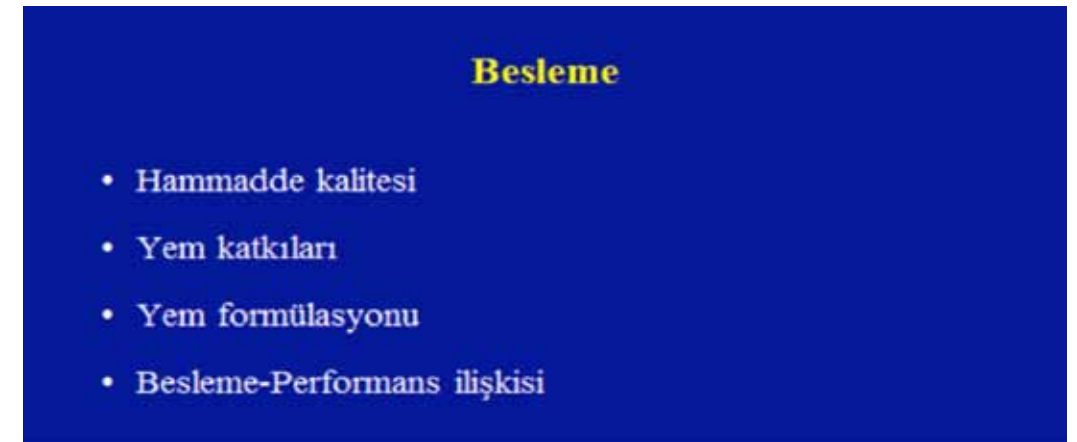 Besleme
• Hammadde kalitesi
• Yem katkıları
• Yem formülasyonu
• Besleme-Performans ilişkisi